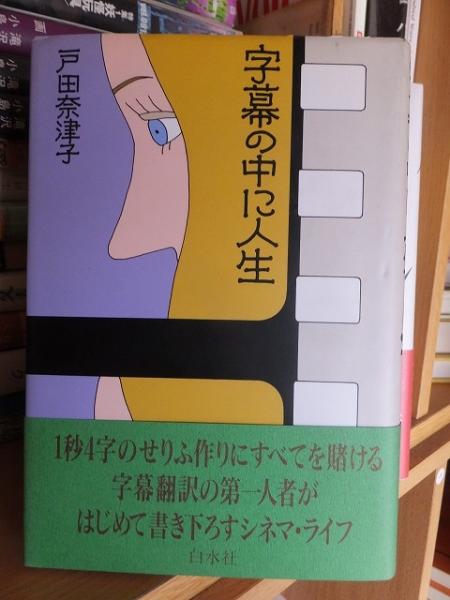 字幕の中に人生
戸田奈津子
1秒4字のせりふ作りにすべてを賭ける
字幕翻訳の第一人者が
はじめて書き下ろすシネマ・ライフ
白水社